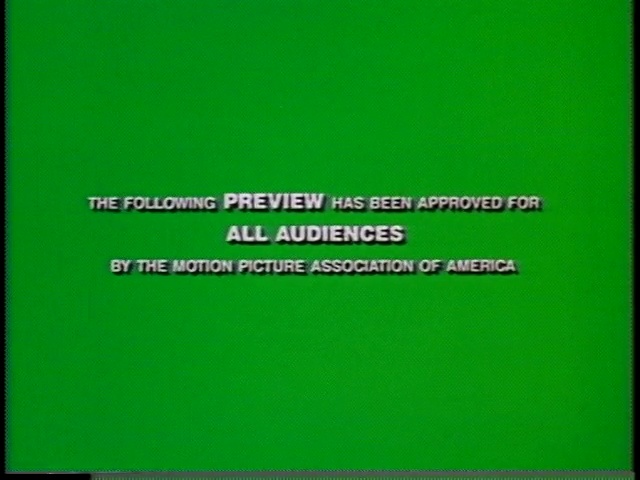 THE FOLLOWING PREVIEW HAS BEEN APPROVED FOR
ALL AUDIENCES
BY THE MOTION PICTURE ASSOCIATION OF AMERICA